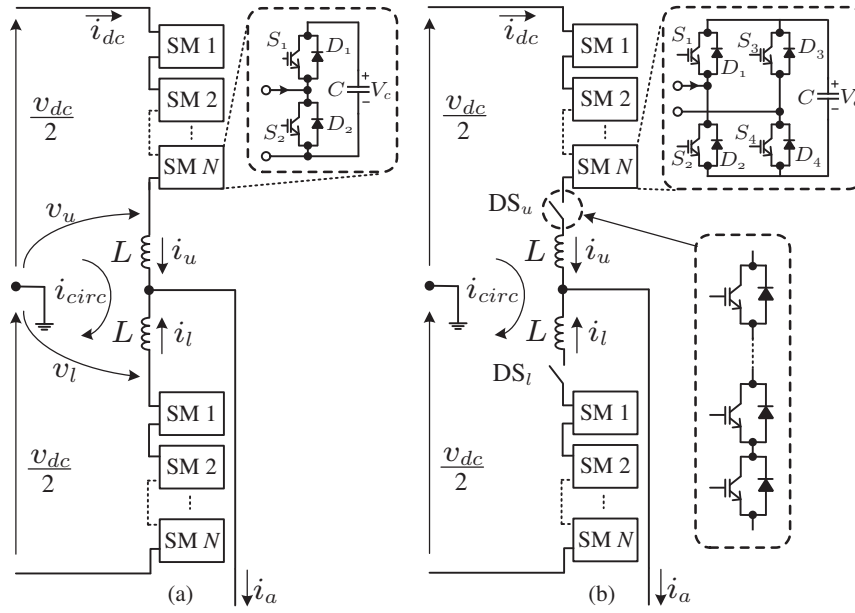 i_dc
SM 1
SM 2
SM N
S_1
D_1
S_2
D_2
C
+
V_c
−
v_dc
2
v_u
L
i_u
i_circ
L
i_l
v_l
SM 1
SM 2
SM N
v_dc
2
(a)
i_a
i_dc
SM 1
SM 2
SM N
S_1
D_1
S_3
D_3
S_2
D_2
S_4
D_4
C
+
−
v_dc
2
DS_u
L
i_u
i_circ
L
i_l
DS_l
SM 1
SM 2
SM N
v_dc
2
(b)
i_a